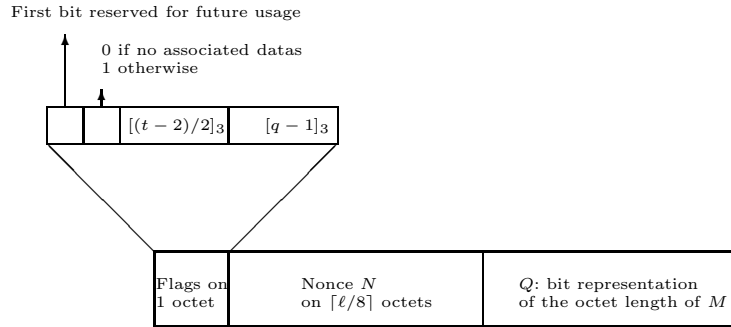 First bit reserved for future usage
0 if no associated datas
1 otherwise
[(t − 2)/2]₃ [q − 1]₃
Flags on
1 octet
Nonce N
on ⌈ℓ/8⌉ octets
Q: bit representation
of the octet length of M